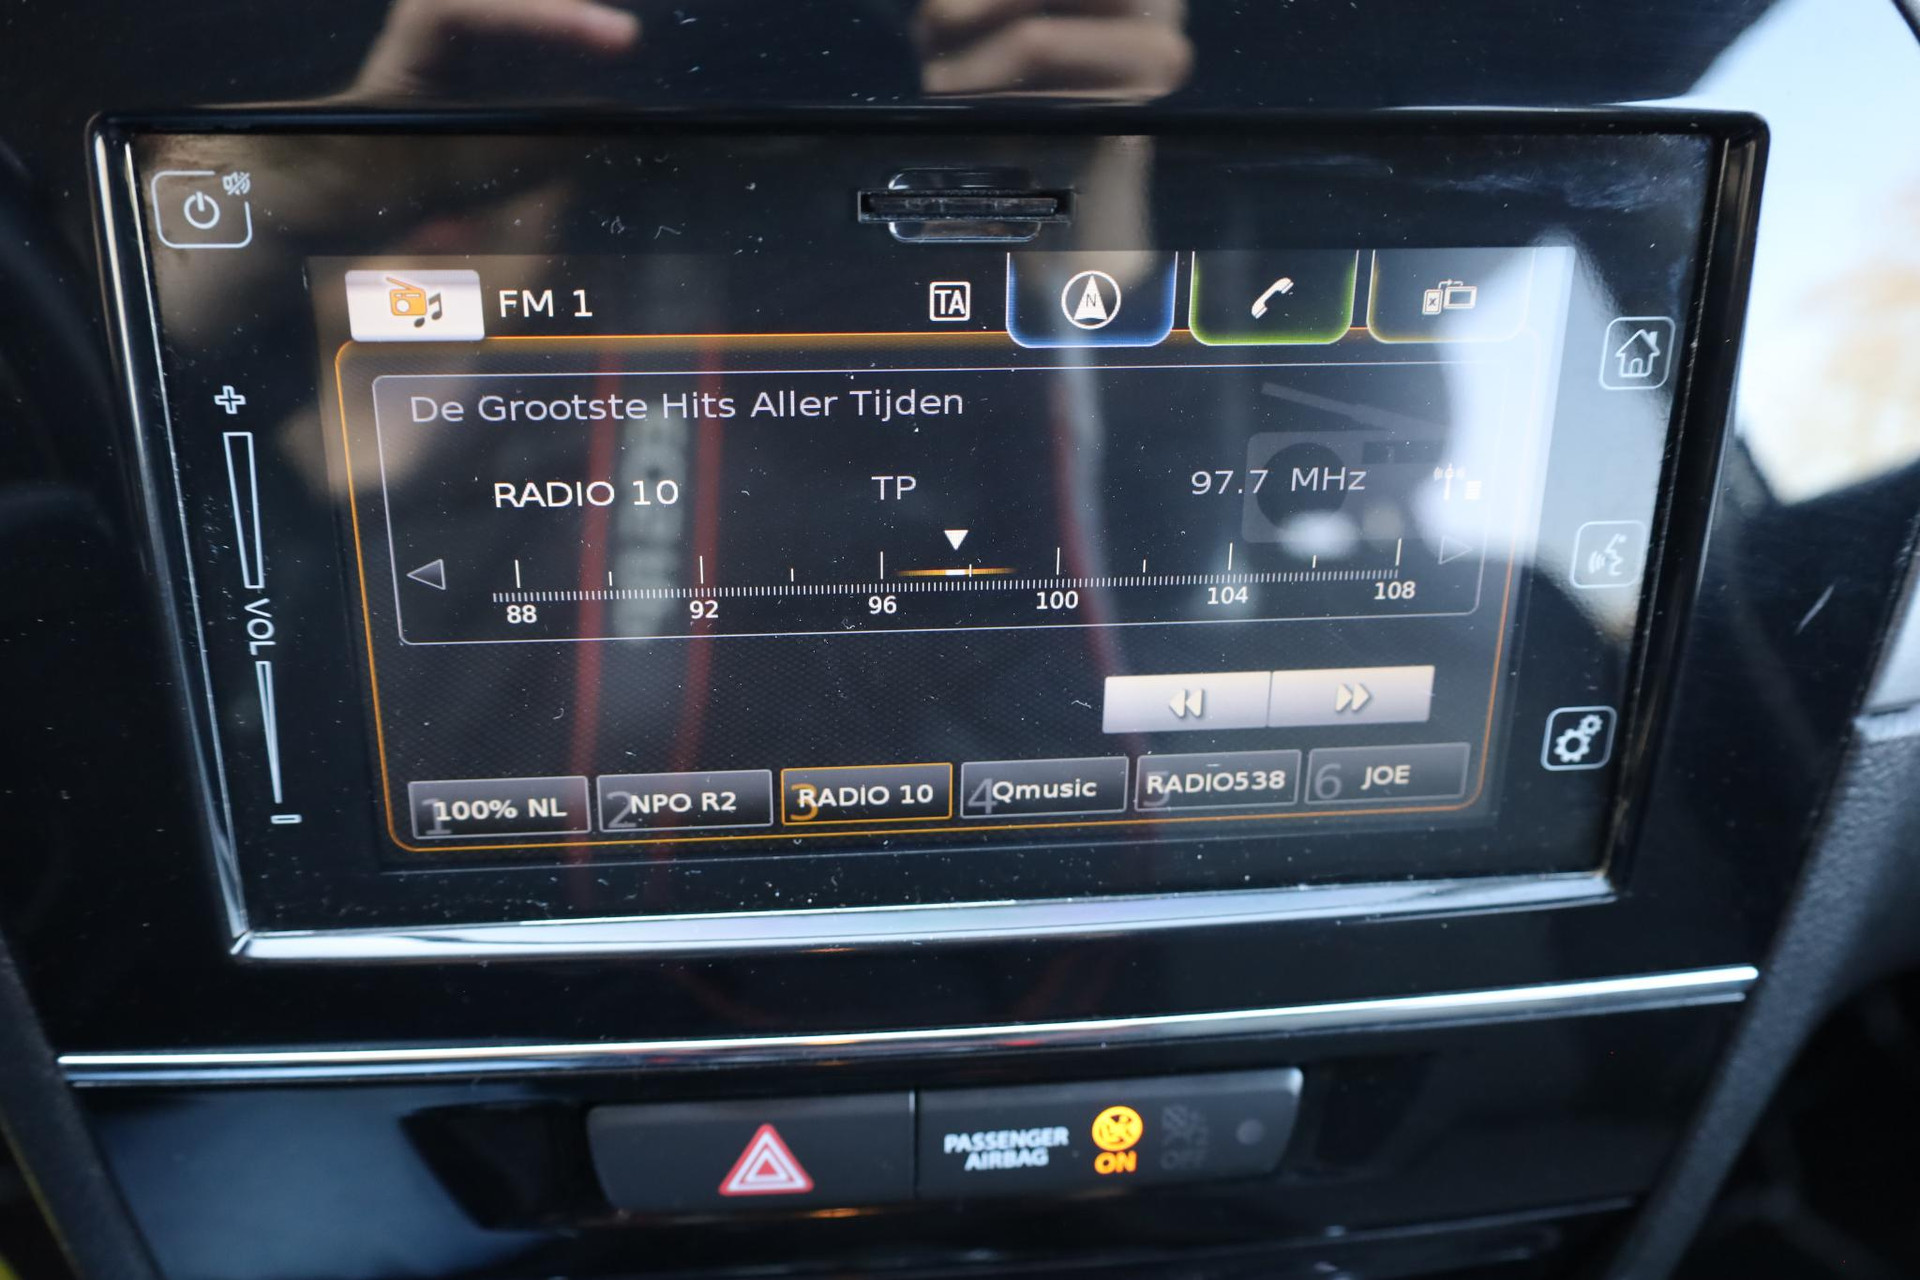 FM 1
TA
N
De Grootste Hits Aller Tijden
RADIO 10 TP 97.7 MHz
88 92 96 100 104 108
VOL
1 100% NL
2 NPO R2
3 RADIO 10
4 Qmusic
5 RADIO538
6 JOE
PASSENGER
AIRBAG
ON
OFF